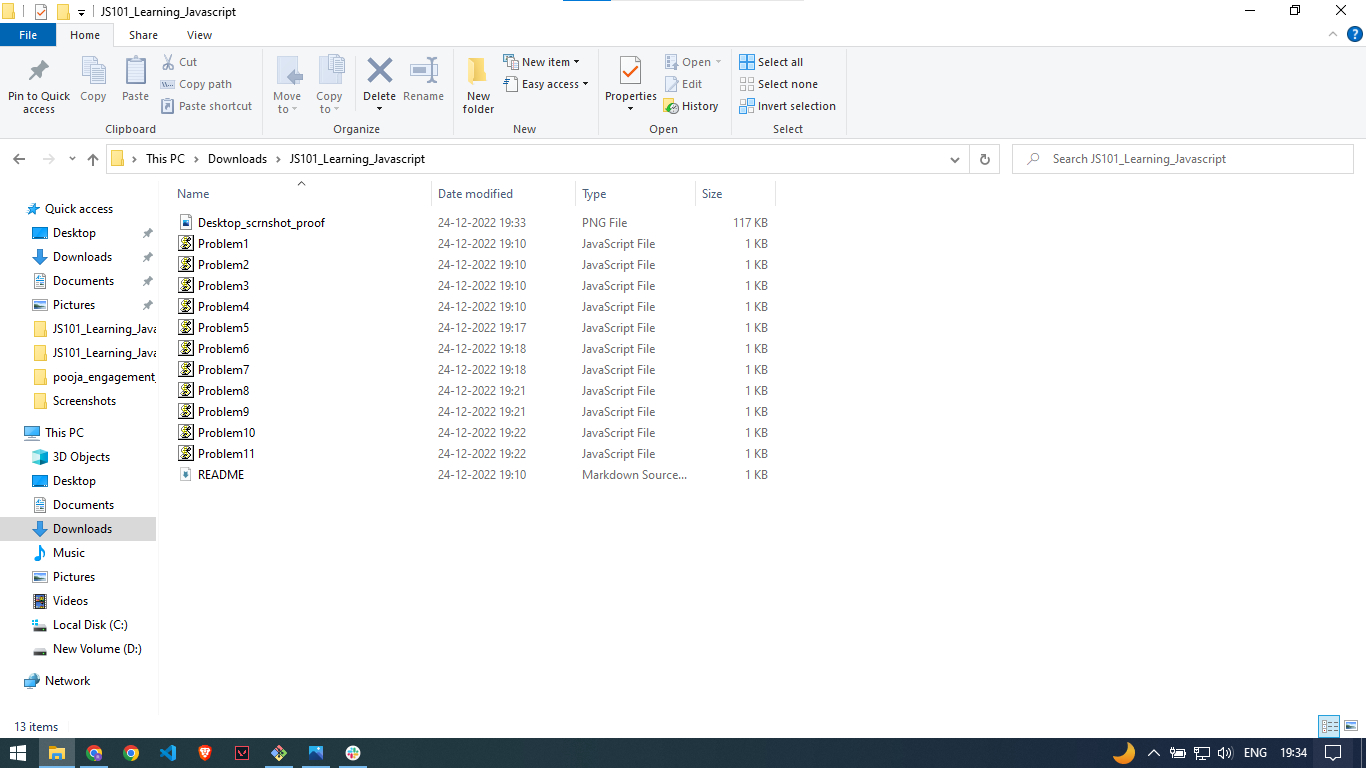 JS101_Learning_Javascript
File Home Share View
Pin to Quick access
Copy
Paste
Cut
Copy path
Paste shortcut
Clipboard
Move to
Copy to
Delete
Rename
Organize
New folder
New item
Easy access
New
Properties
Open
Edit
History
Open
Select all
Select none
Invert selection
Select
This PC Downloads JS101_Learning_Javascript
Search JS101_Learning_Javascript
Quick access
Desktop
Downloads
Documents
Pictures
JS101_Learning_Java
JS101_Learning_Java
pooja_engagement_
Screenshots
This PC
3D Objects
Desktop
Documents
Downloads
Music
Pictures
Videos
Local Disk (C:)
New Volume (D:)
Network
Name Date modified Type Size
Desktop_scrnshot_proof 24-12-2022 19:33 PNG File 117 KB
Problem1 24-12-2022 19:10 JavaScript File 1 KB
Problem2 24-12-2022 19:10 JavaScript File 1 KB
Problem3 24-12-2022 19:10 JavaScript File 1 KB
Problem4 24-12-2022 19:10 JavaScript File 1 KB
Problem5 24-12-2022 19:17 JavaScript File 1 KB
Problem6 24-12-2022 19:18 JavaScript File 1 KB
Problem7 24-12-2022 19:18 JavaScript File 1 KB
Problem8 24-12-2022 19:21 JavaScript File 1 KB
Problem9 24-12-2022 19:21 JavaScript File 1 KB
Problem10 24-12-2022 19:22 JavaScript File 1 KB
Problem11 24-12-2022 19:22 JavaScript File 1 KB
README 24-12-2022 19:10 Markdown Source... 1 KB
13 items
ENG 19:34